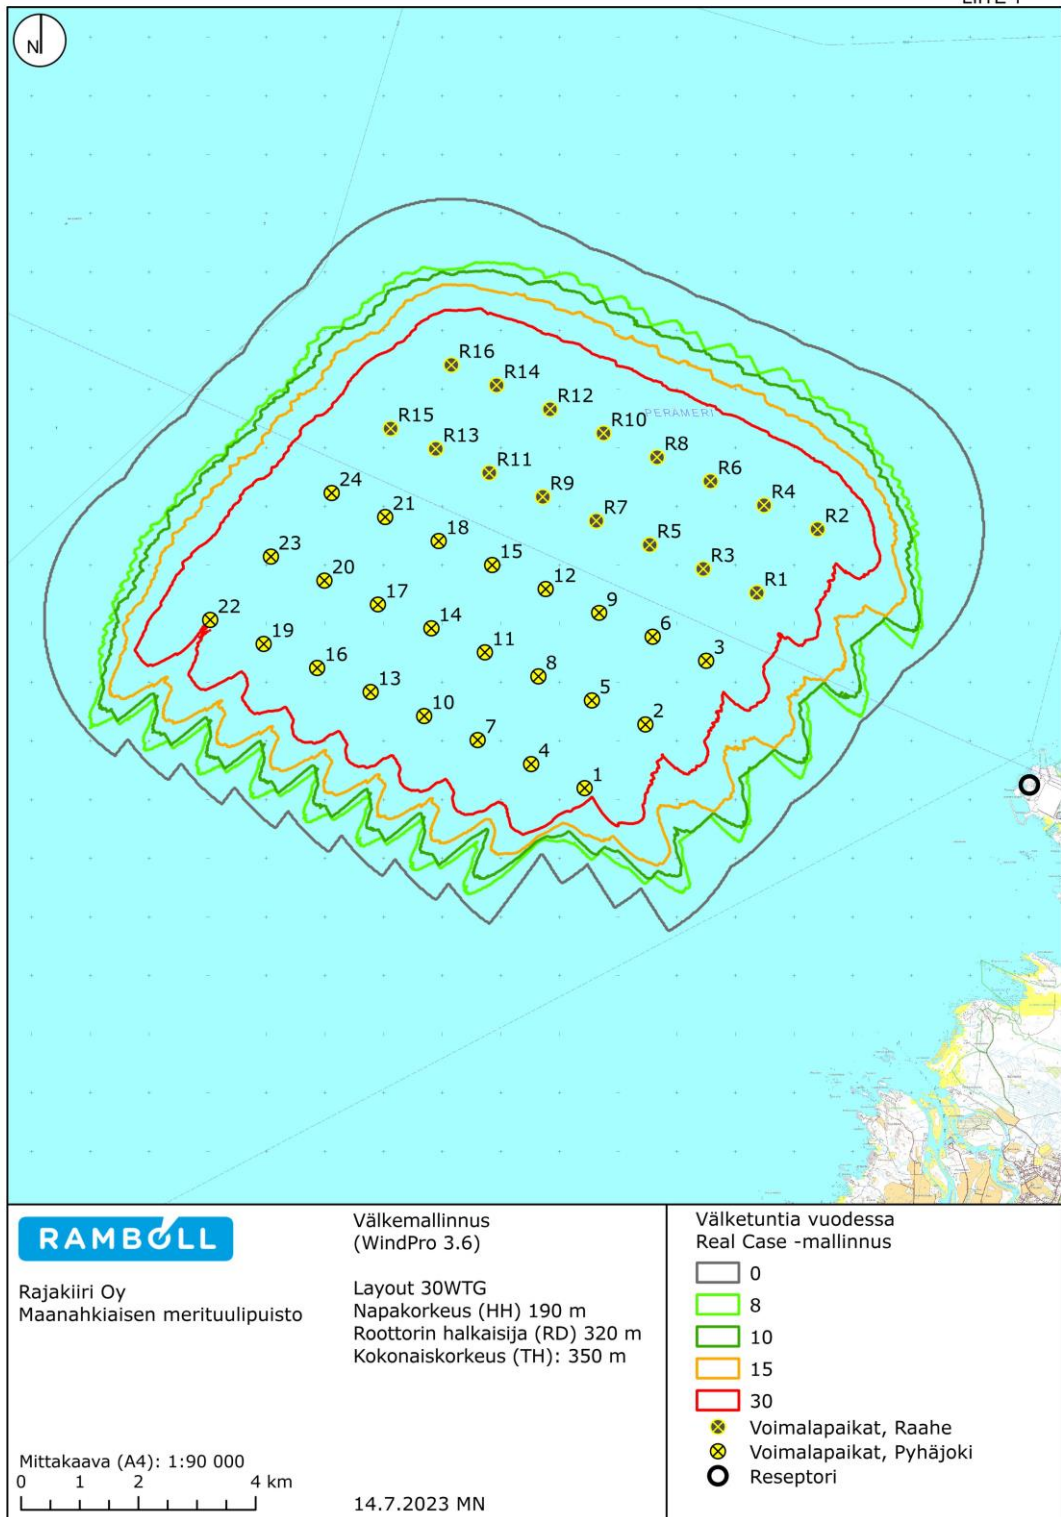 LIITE 1
N
R16
R14
R12
PERÄMERI
R15
R10
R13
R8
R11
R6
24
R9
R4
21
R7
R2
18
R5
23
15
R3
20
12
R1
17
9
22
14
6
19
11
3
16
8
13
5
10
2
7
4
1
RAMBOLL
Rajakiiri Oy
Maanahkiaisen merituulipuisto
Mittakaava (A4): 1:90 000
0 1 2 4 km
Välkemallinnus
(WindPro 3.6)
Layout 30WTG
Napakorkeus (HH) 190 m
Roottorin halkaisija (RD) 320 m
Kokonaiskorkeus (TH): 350 m
14.7.2023 MN
Välketuntia vuodessa
Real Case -mallinnus
0
8
10
15
30
Voimalapaikat, Raahe
Voimalapaikat, Pyhäjoki
Reseptori